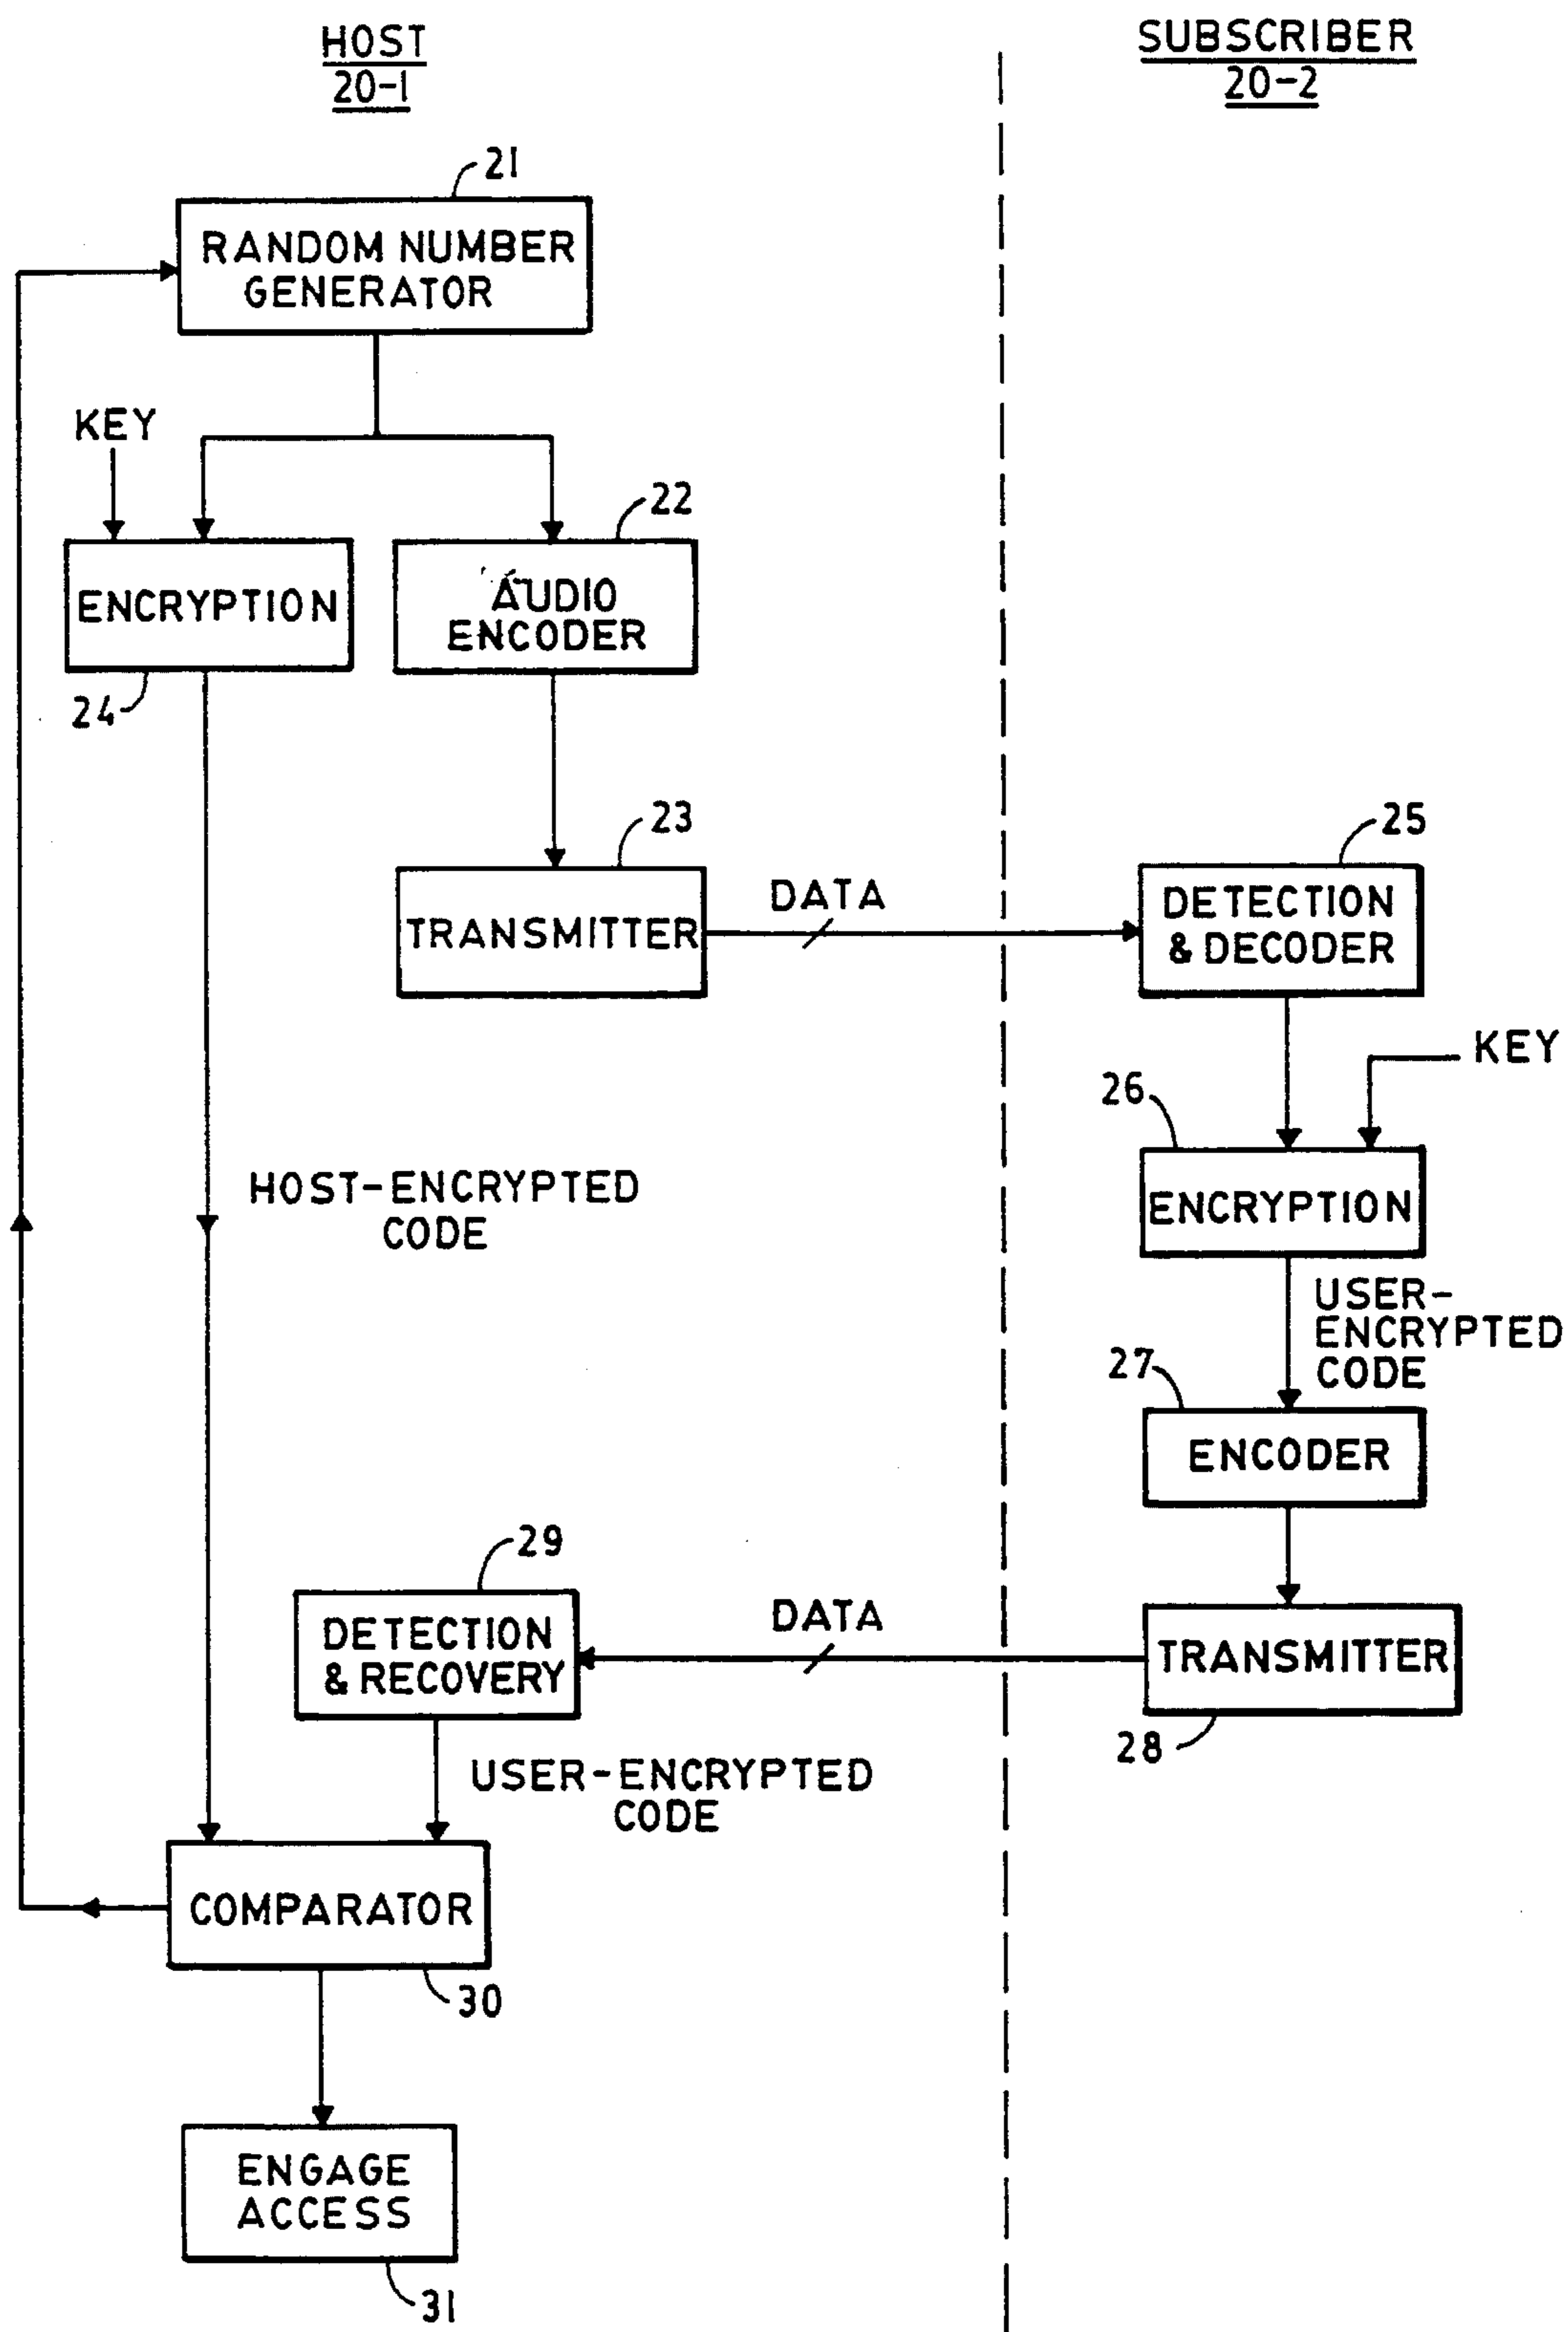 HOST
20-1
SUBSCRIBER
20-2
21
RANDOM NUMBER
GENERATOR
KEY
22
ENCRYPTION
AUDIO
ENCODER
24
23
TRANSMITTER
DATA
25
DETECTION
& DECODER
KEY
26
ENCRYPTION
HOST-ENCRYPTED
CODE
USER-
ENCRYPTED
CODE
27
ENCODER
29
DETECTION
& RECOVERY
DATA
TRANSMITTER
28
USER-ENCRYPTED
CODE
COMPARATOR
30
ENGAGE
ACCESS
31